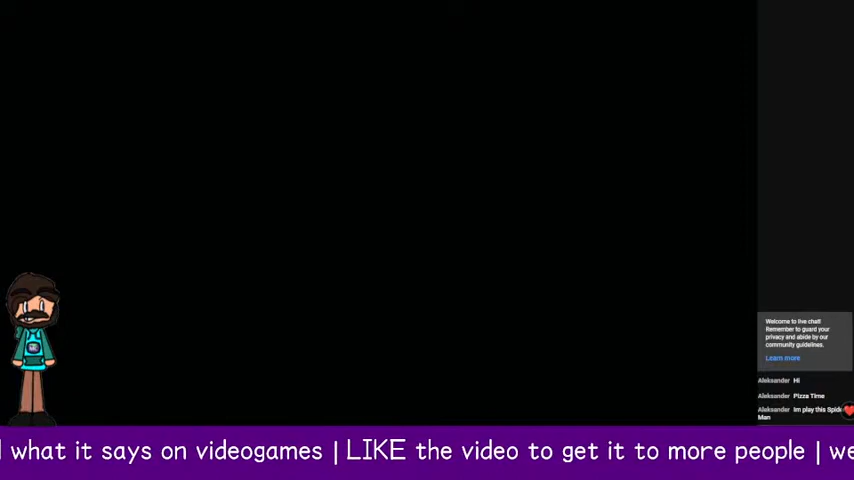 Welcome to live chat!
Remember to guard your
privacy and abide by our
community guidelines.
Learn more
Aleksander Hi
Aleksander Pizza Time
Aleksander Im play this Spide
Man
what it says on videogames | LIKE the video to get it to more people | we